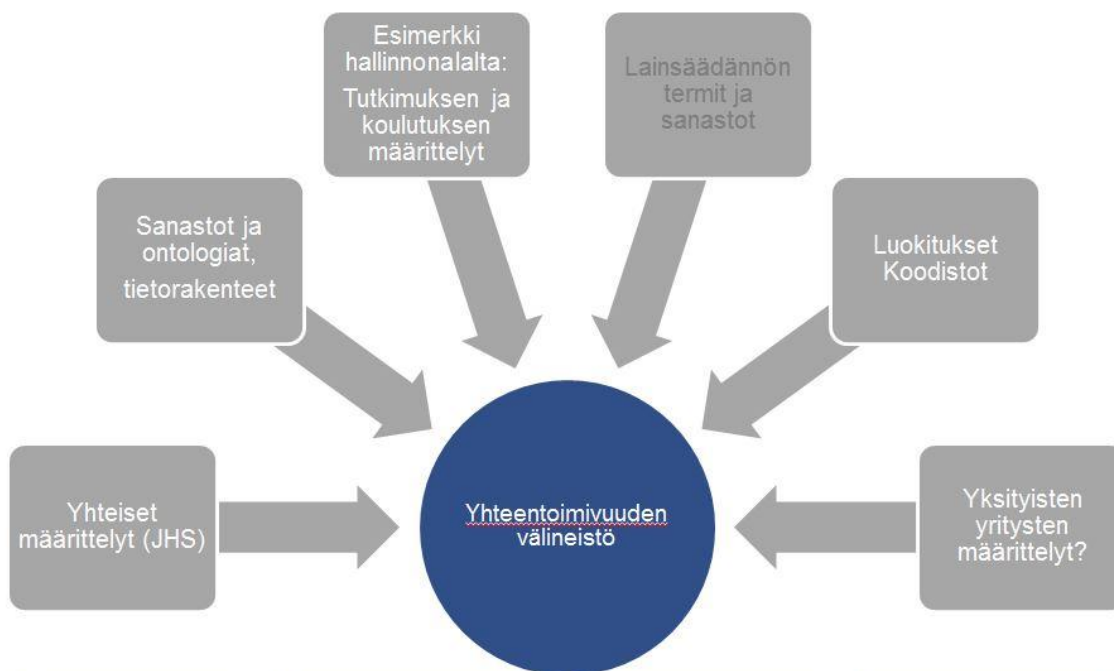 Esimerkki
hallinnonalalta:
Tutkimuksen ja
koulutuksen
määrittelyt
Lainsäädännön
termit ja
sanastot
Sanastot ja
ontologiat,
tietorakenteet
Luokitukset
Koodistot
Yhteiset
määrittelyt (JHS)
Yhteentoimivuuden
välineistö
Yksityisten
yritysten
määrittelyt?